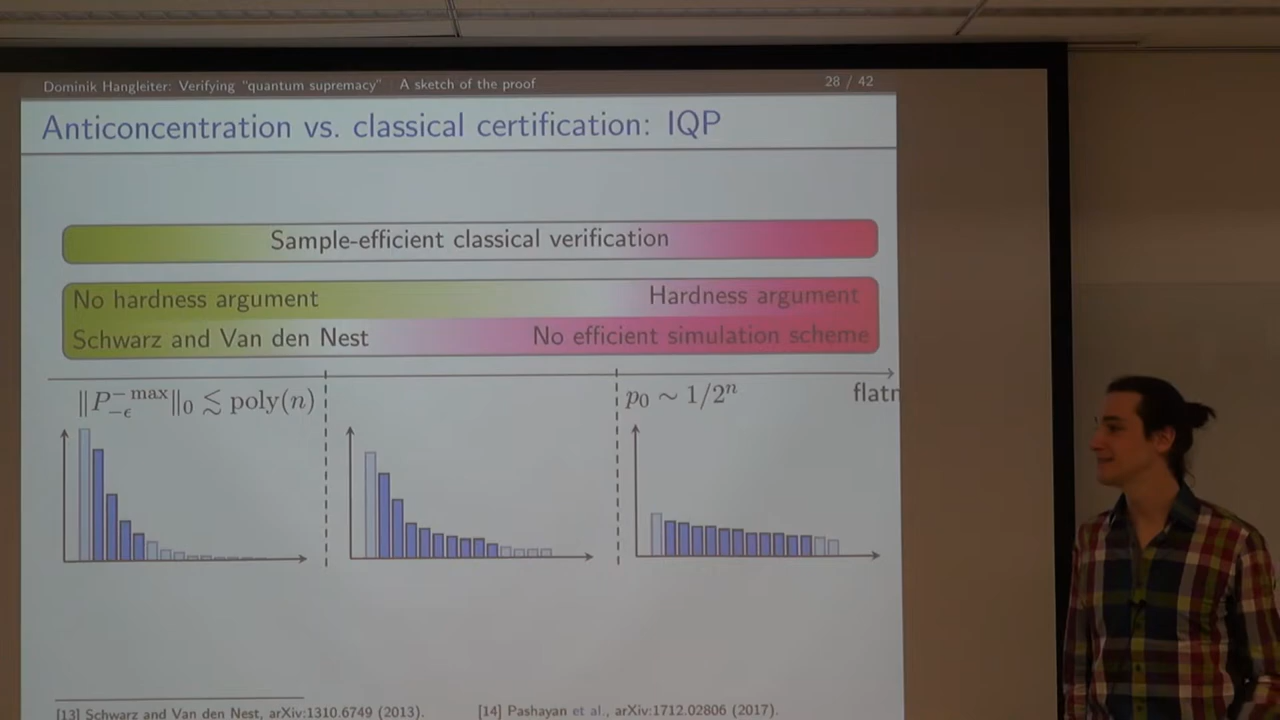 Dominik Hangleiter: Verifying “quantum supremacy” A sketch of the proof 28 / 42
Anticoncentration vs. classical certification: IQP
Sample-efficient classical verification
No hardness argument Hardness argument
Schwarz and Van den Nest No efficient simulation scheme
‖P₋ϵ^{−max}‖₀ ≲ poly(n) p₀ ∼ 1/2ⁿ flatn
[13] Schwarz and Van den Nest, arXiv:1310.6749 (2013). [14] Pashayan et al., arXiv:1712.02806 (2017).